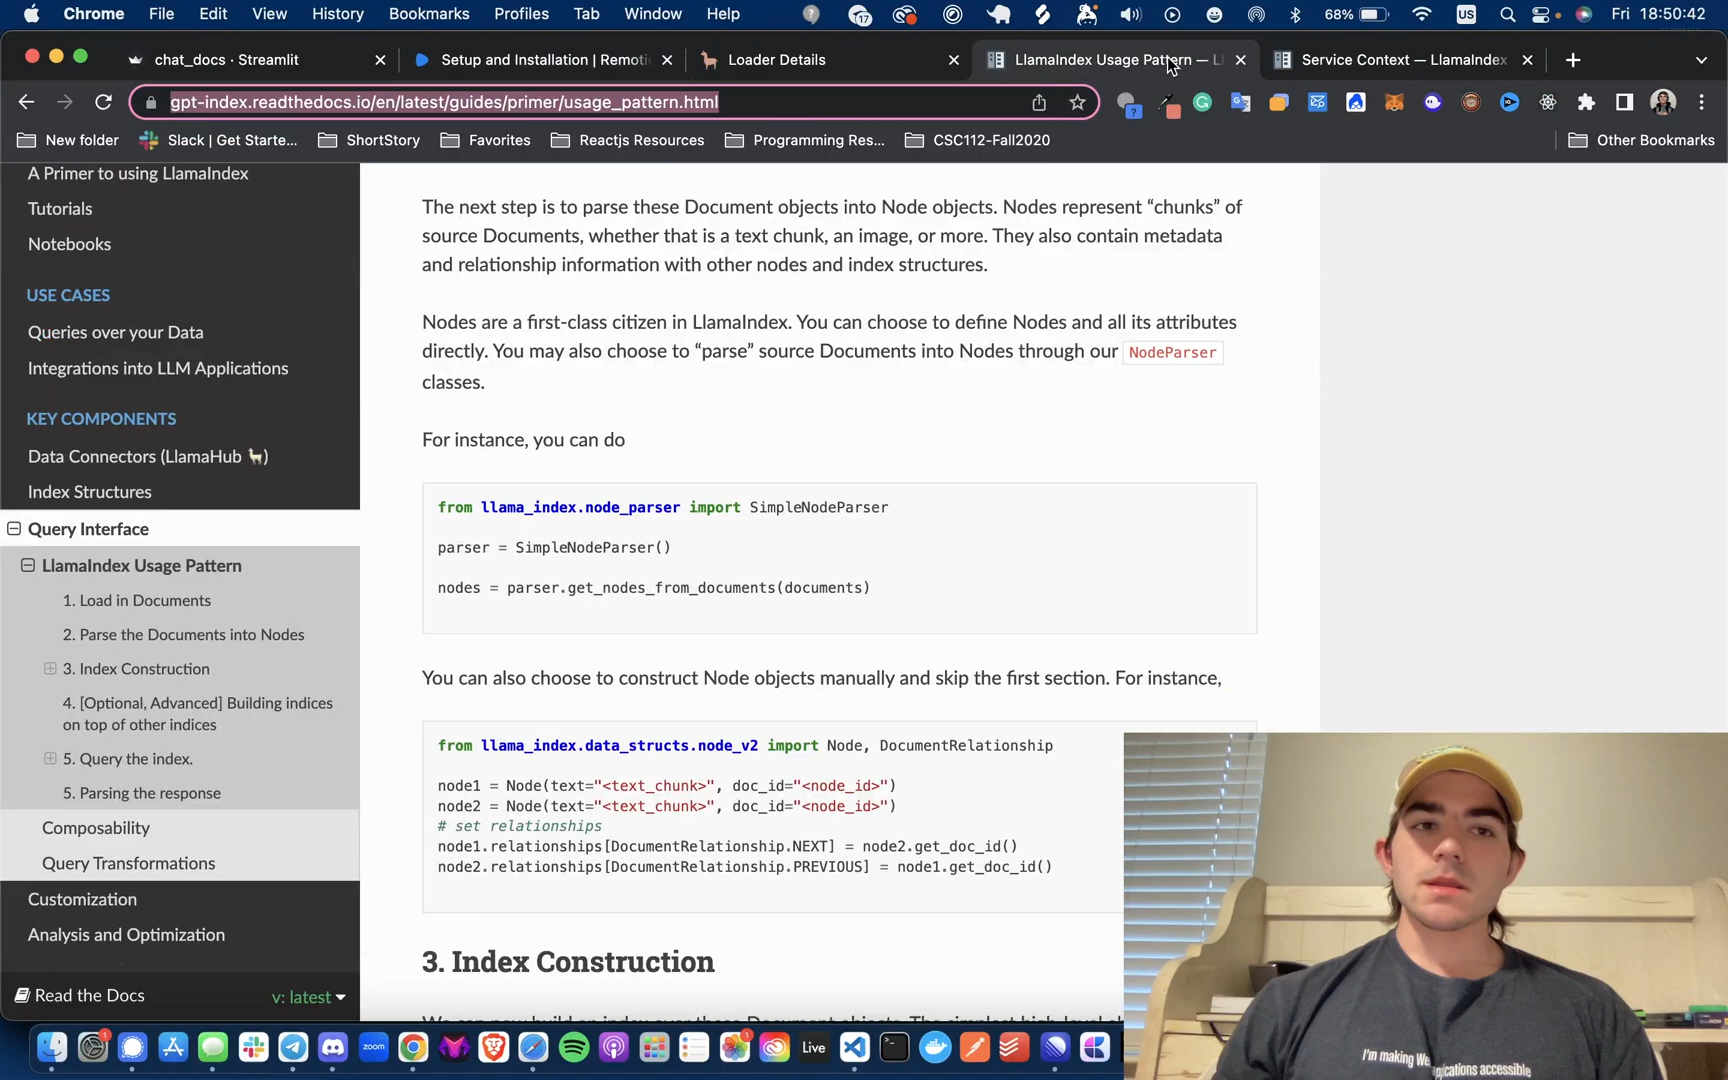 Chrome File Edit View History Bookmarks Profiles Tab Window Help 17 68% US Fri 18:50:42
chat_docs · Streamlit
Setup and Installation | Remoti
Loader Details
LlamaIndex Usage Pattern — Ll
Service Context — LlamaIndex
gpt-index.readthedocs.io/en/latest/guides/primer/usage_pattern.html
New folder
Slack | Get Starte...
ShortStory
Favorites
Reactjs Resources
Programming Res...
CSC112-Fall2020
Other Bookmarks
A Primer to using LlamaIndex
Tutorials
Notebooks
USE CASES
Queries over your Data
Integrations into LLM Applications
KEY COMPONENTS
Data Connectors (LlamaHub 🦙)
Index Structures
Query Interface
LlamaIndex Usage Pattern
1. Load in Documents
2. Parse the Documents into Nodes
3. Index Construction
4. [Optional, Advanced] Building indices
on top of other indices
5. Query the index.
5. Parsing the response
Composability
Query Transformations
Customization
Analysis and Optimization
Read the Docs
v: latest
The next step is to parse these Document objects into Node objects. Nodes represent “chunks” of
source Documents, whether that is a text chunk, an image, or more. They also contain metadata
and relationship information with other nodes and index structures.
Nodes are a first-class citizen in LlamaIndex. You can choose to define Nodes and all its attributes
directly. You may also choose to “parse” source Documents into Nodes through our NodeParser
classes.
For instance, you can do
from llama_index.node_parser import SimpleNodeParser
parser = SimpleNodeParser()
nodes = parser.get_nodes_from_documents(documents)
You can also choose to construct Node objects manually and skip the first section. For instance,
from llama_index.data_structs.node_v2 import Node, DocumentRelationship
node1 = Node(text="<text_chunk>", doc_id="<node_id>")
node2 = Node(text="<text_chunk>", doc_id="<node_id>")
# set relationships
node1.relationships[DocumentRelationship.NEXT] = node2.get_doc_id()
node2.relationships[DocumentRelationship.PREVIOUS] = node1.get_doc_id()
3. Index Construction
I'm making We
applications accessible
zoom
Live